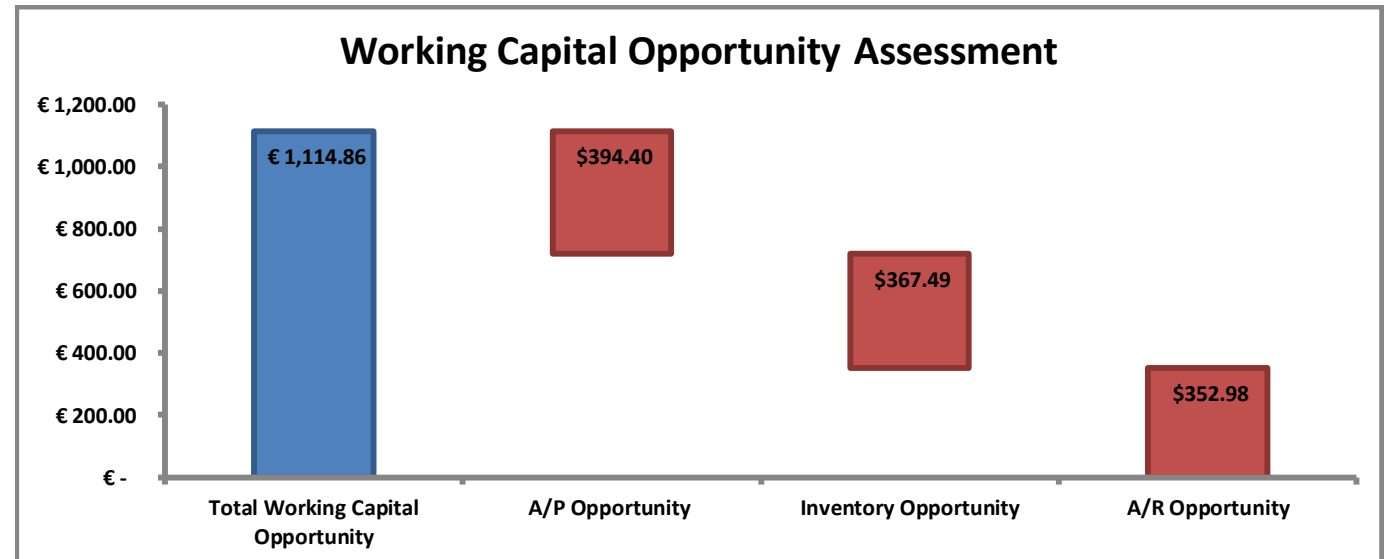 Working Capital Opportunity Assessment
€ 1,200.00
€ 1,000.00
€ 800.00
€ 600.00
€ 400.00
€ 200.00
€ -
€ 1,114.86
$394.40
$367.49
$352.98
Total Working Capital
Opportunity
A/P Opportunity
Inventory Opportunity
A/R Opportunity